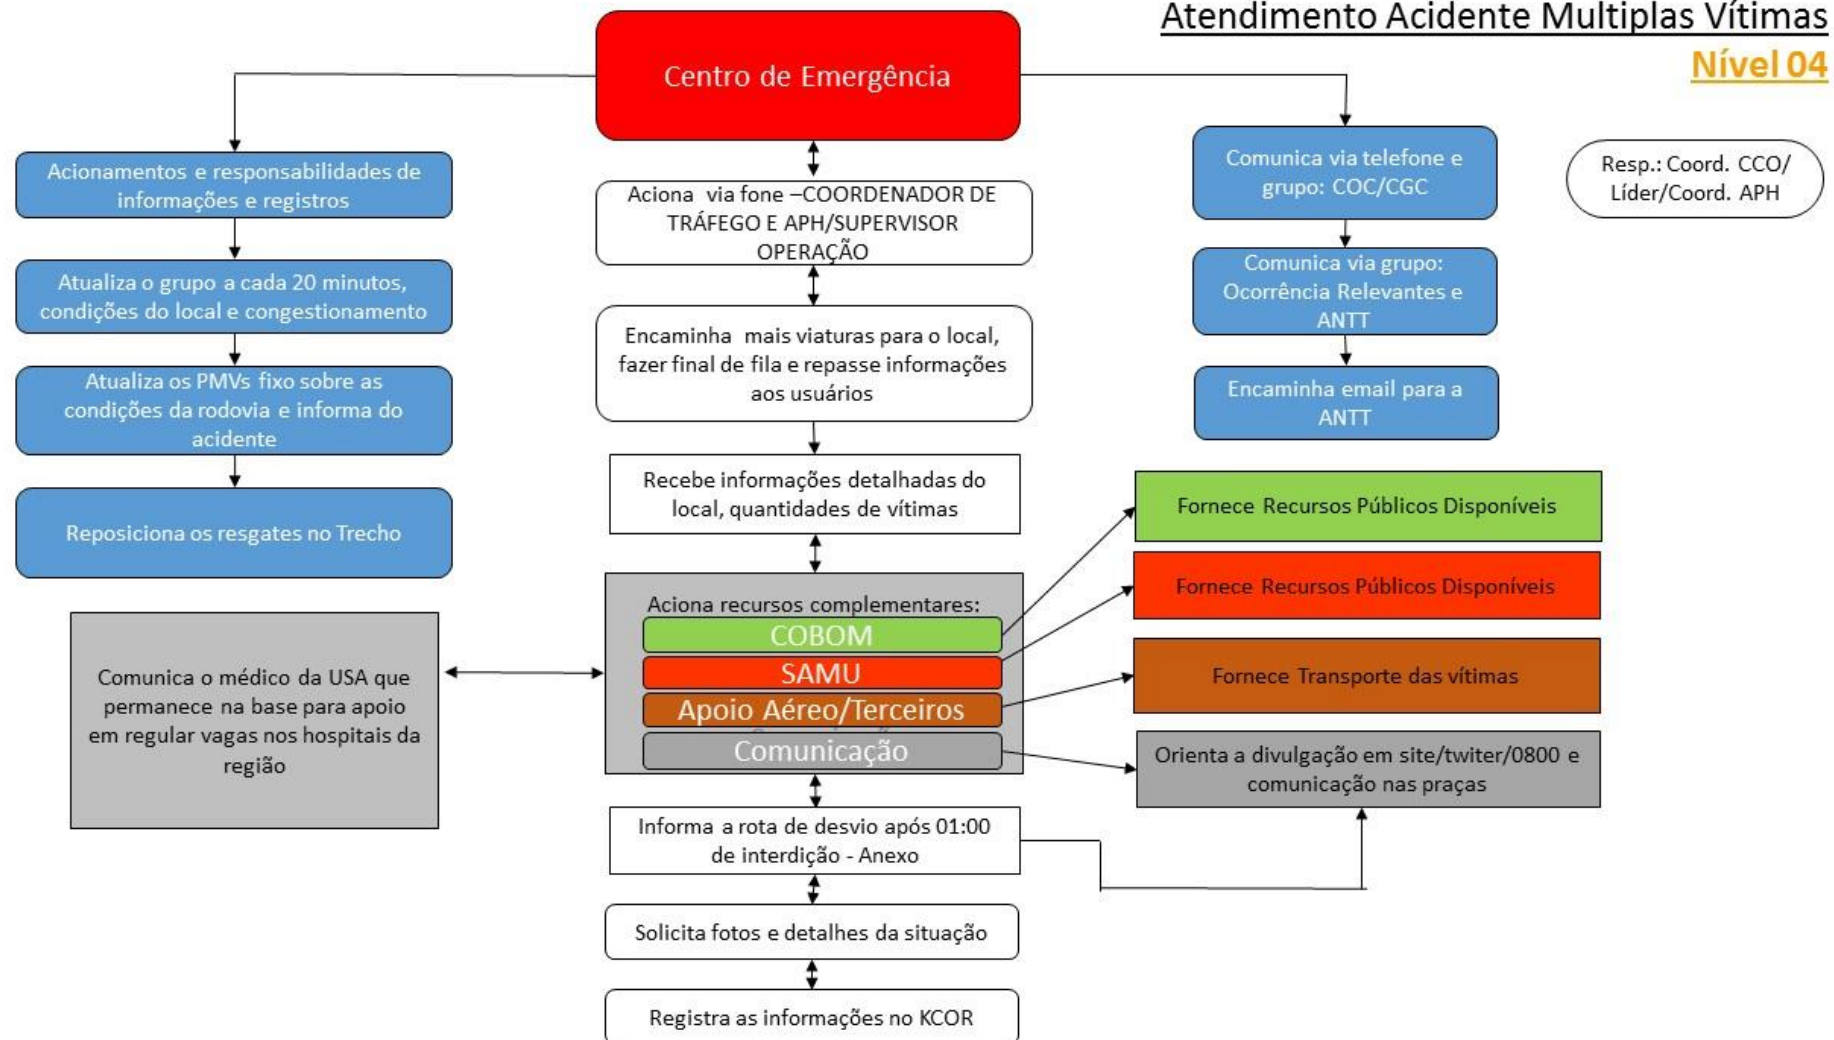 Atendimento Acidente Multiplas Vítimas
Nível 04
Centro de Emergência
Resp.: Coord. CCO/
Líder/Coord. APH
Acionamentos e responsabilidades de
informações e registros
Atualiza o grupo a cada 20 minutos,
condições do local e congestionamento
Atualiza os PMVs fixo sobre as
condições da rodovia e informa do
acidente
Reposiciona os resgates no Trecho
Aciona via fone –COORDENADOR DE
TRÁFEGO E APH/SUPERVISOR
OPERAÇÃO
Encaminha mais viaturas para o local,
fazer final de fila e repasse informações
aos usuários
Recebe informações detalhadas do
local, quantidades de vítimas
Comunica via telefone e
grupo: COC/CGC
Comunica via grupo:
Ocorrência Relevantes e
ANTT
Encaminha email para a
ANTT
Aciona recursos complementares:
COBOM
SAMU
Apoio Aéreo/Terceiros
Comunicação
Fornece Recursos Públicos Disponíveis
Fornece Recursos Públicos Disponíveis
Fornece Transporte das vítimas
Orienta a divulgação em site/twiter/0800 e
comunicação nas praças
Comunica o médico da USA que
permanece na base para apoio
em regular vagas nos hospitais da
região
Informa a rota de desvio após 01:00
de interdição - Anexo
Solicita fotos e detalhes da situação
Registra as informações no KCOR